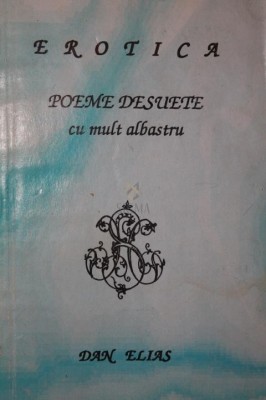 EROTICA
POEME DESUETE
cu mult albastru
DAN ELIAS